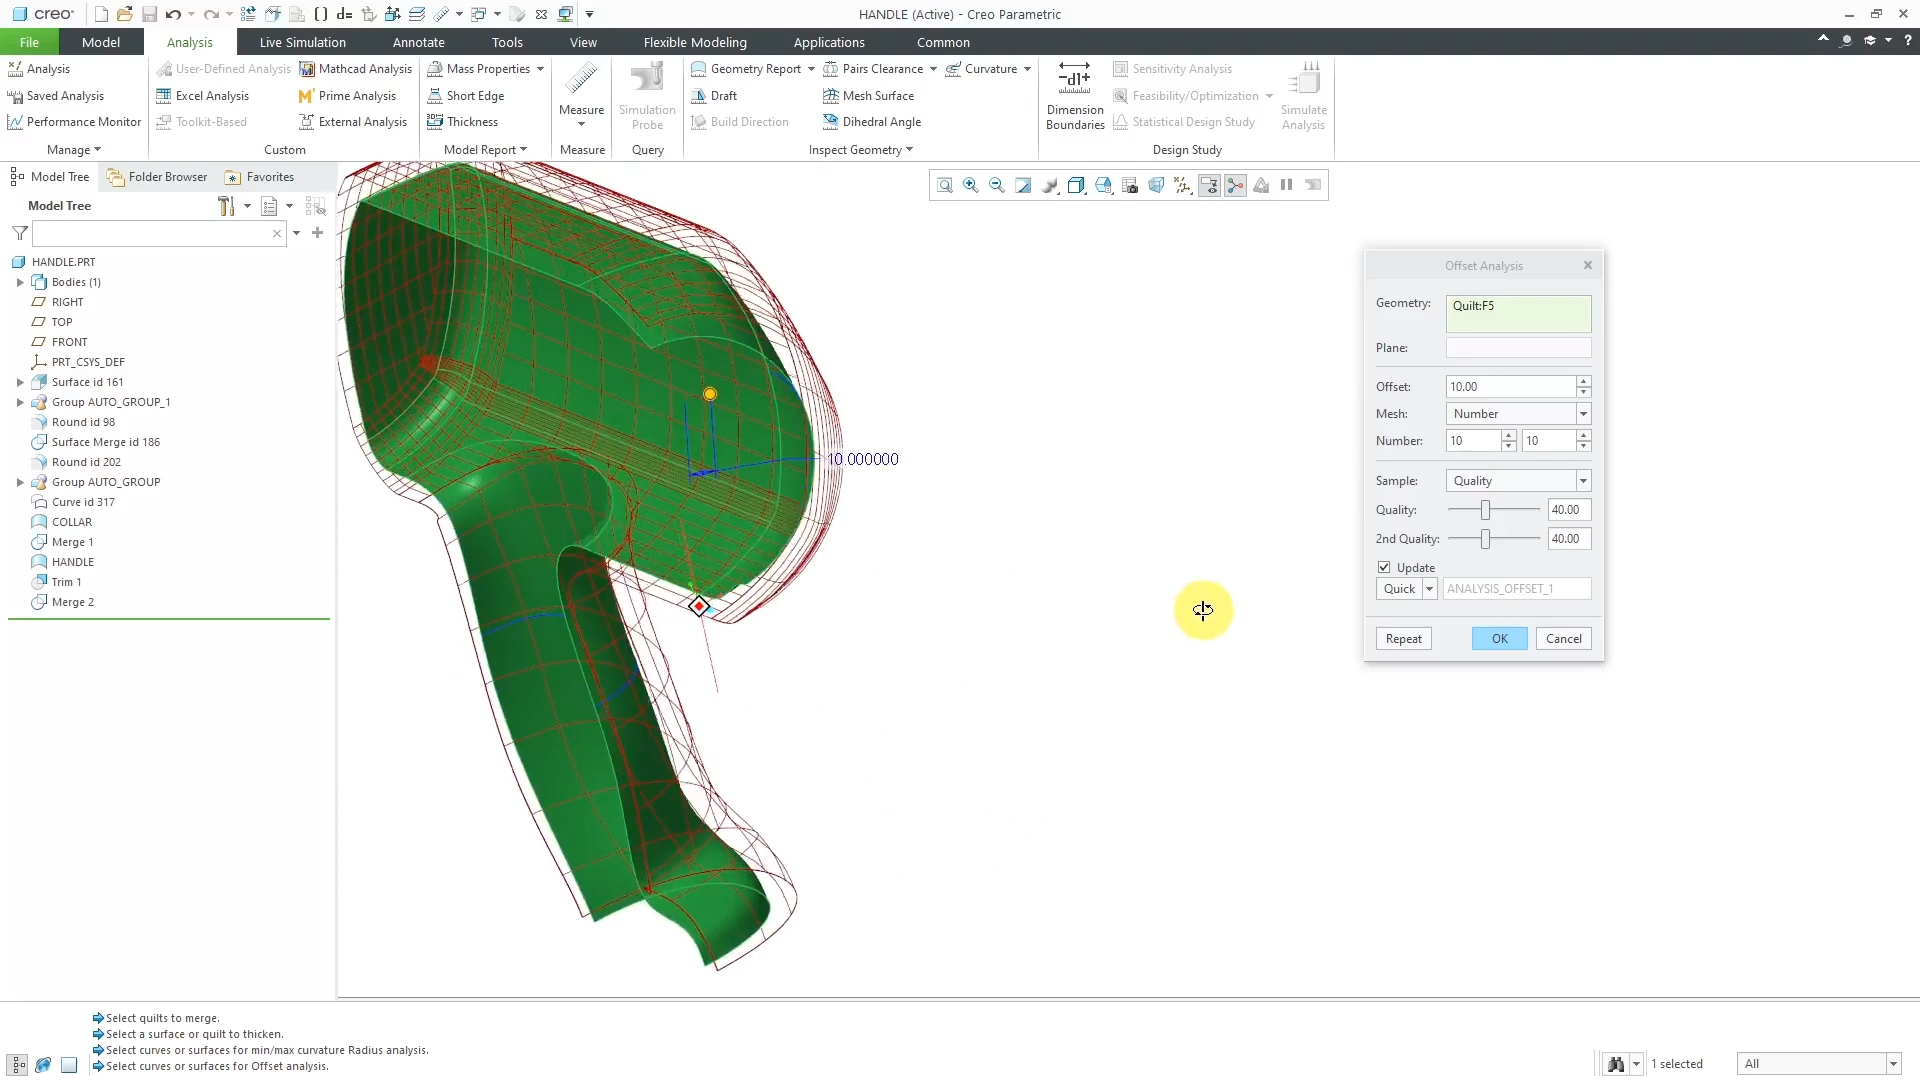 creo
HANDLE (Active) - Creo Parametric
File Model Analysis Live Simulation Annotate Tools View Flexible Modeling Applications Common
Analysis
Saved Analysis
Performance Monitor
Manage
User-Defined Analysis
Excel Analysis
Toolkit-Based
Mathcad Analysis
Prime Analysis
External Analysis
Custom
Mass Properties
Short Edge
Thickness
Model Report
Measure
Measure
Simulation
Probe
Query
Geometry Report
Draft
Build Direction
Pairs Clearance
Mesh Surface
Dihedral Angle
Curvature
Inspect Geometry
Dimension
Boundaries
Sensitivity Analysis
Feasibility/Optimization
Statistical Design Study
Simulate
Analysis
Design Study
Model Tree Folder Browser Favorites
Model Tree
HANDLE.PRT
Bodies (1)
RIGHT
TOP
FRONT
PRT_CSYS_DEF
Surface id 161
Group AUTO_GROUP_1
Round id 98
Surface Merge id 186
Round id 202
Group AUTO_GROUP
Curve id 317
COLLAR
Merge 1
HANDLE
Trim 1
Merge 2
10.000000
Offset Analysis
Geometry: Quilt:F5
Plane:
Offset: 10.00
Mesh: Number
Number: 10 10
Sample: Quality
Quality: 40.00
2nd Quality: 40.00
Update
Quick ANALYSIS_OFFSET_1
Repeat OK Cancel
Select quilts to merge.
Select a surface or quilt to thicken.
Select curves or surfaces for min/max curvature Radius analysis.
Select curves or surfaces for Offset analysis.
1 selected All